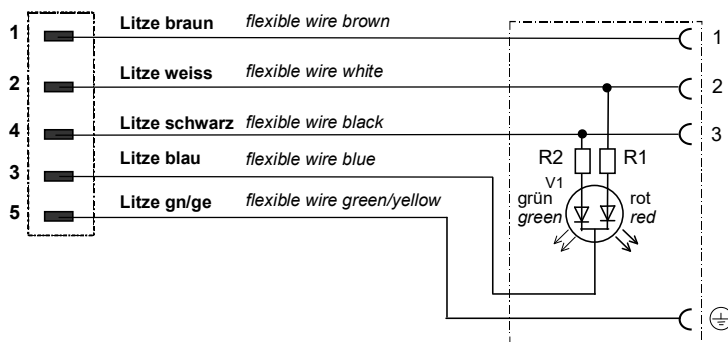 1 Litze braun flexible wire brown 1
2 Litze weiss flexible wire white 2
4 Litze schwarz flexible wire black 3
3 Litze blau flexible wire blue
R2 R1
V1
grün rot
green red
5 Litze gn/ge flexible wire green/yellow